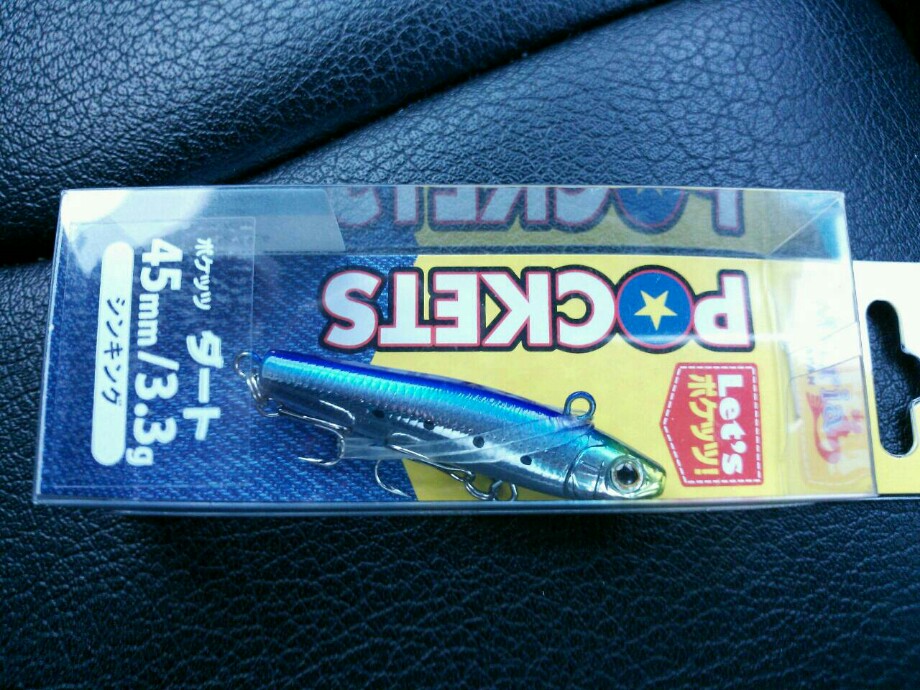 POCKETS
Let's
ポケッツ!
ポケッツ ダート
45mm/3.3g
シンキング